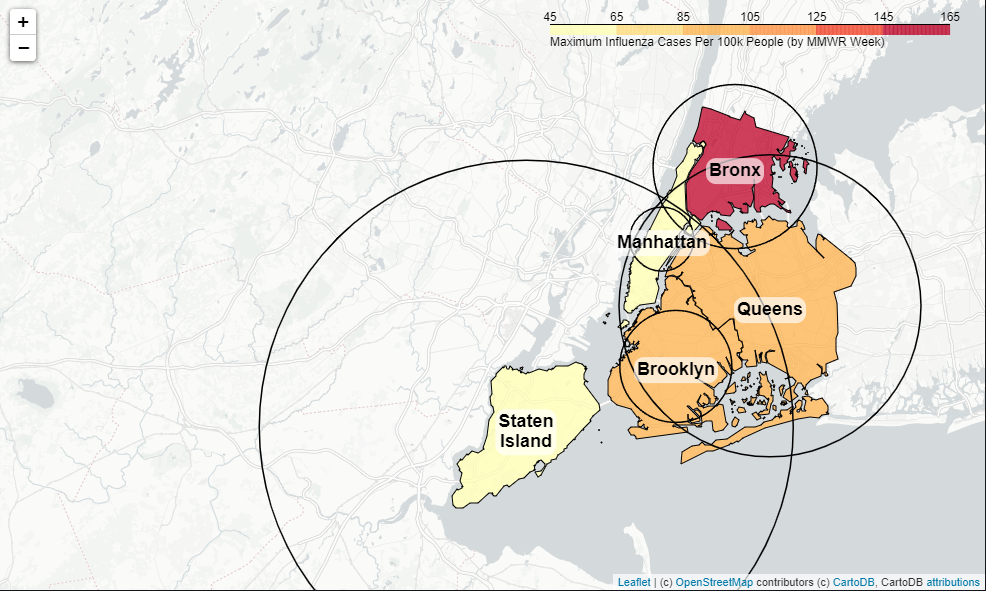 +
−
45 65 85 105 125 145 165
Maximum Influenza Cases Per 100k People (by MMWR Week)
Bronx
Manhattan
Queens
Brooklyn
Staten
Island
Leaflet | (c) OpenStreetMap contributors (c) CartoDB, CartoDB attributions